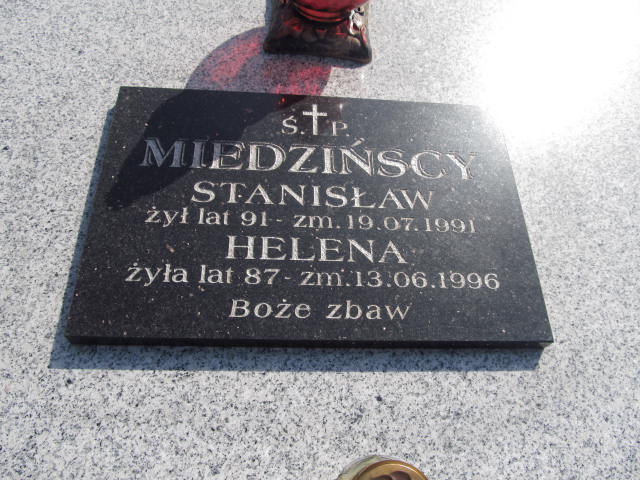 Ś.†P.
MIEDZIŃSCY
STANISŁAW
żył lat 91 - zm. 19.07.1991
HELENA
żyła lat 87 - zm. 13.06.1996
Boże zbaw